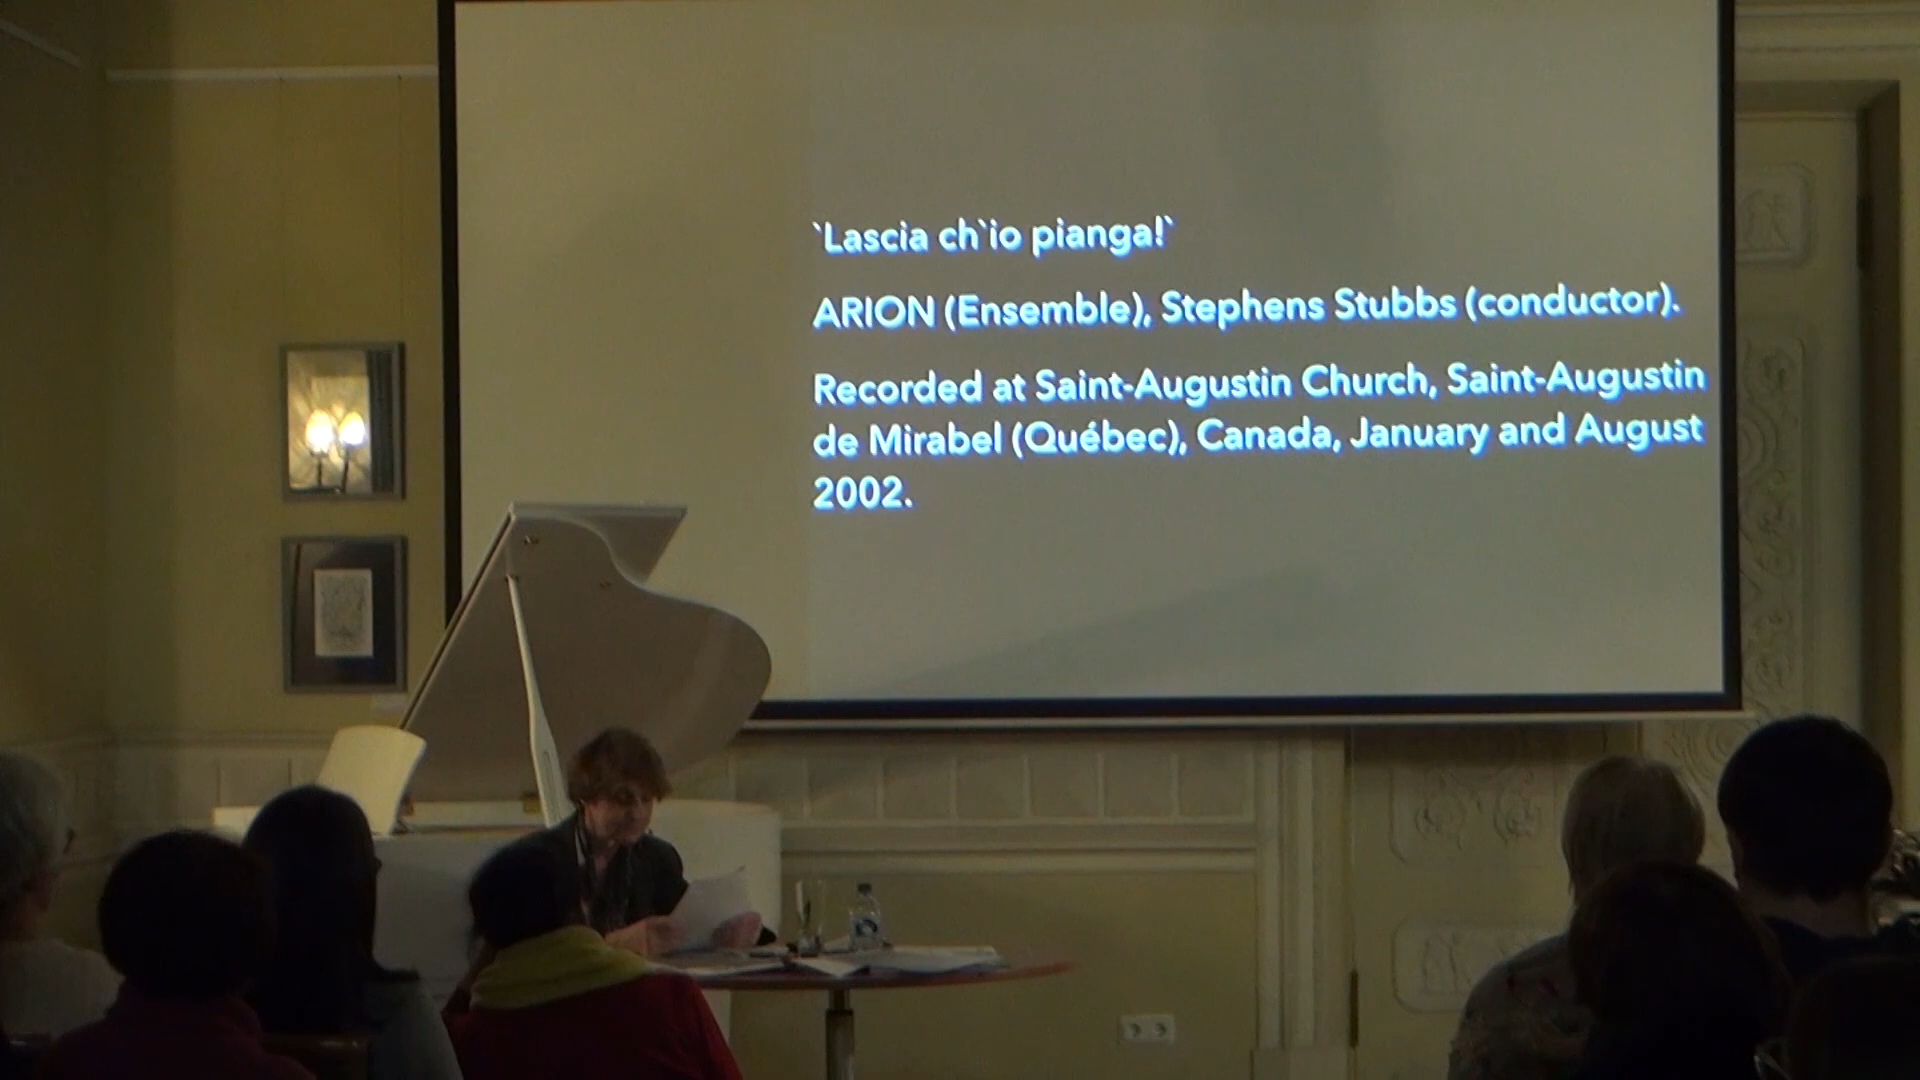 `Lascia ch`io pianga!`
ARION (Ensemble), Stephens Stubbs (conductor).
Recorded at Saint-Augustin Church, Saint-Augustin
de Mirabel (Québec), Canada, January and August
2002.